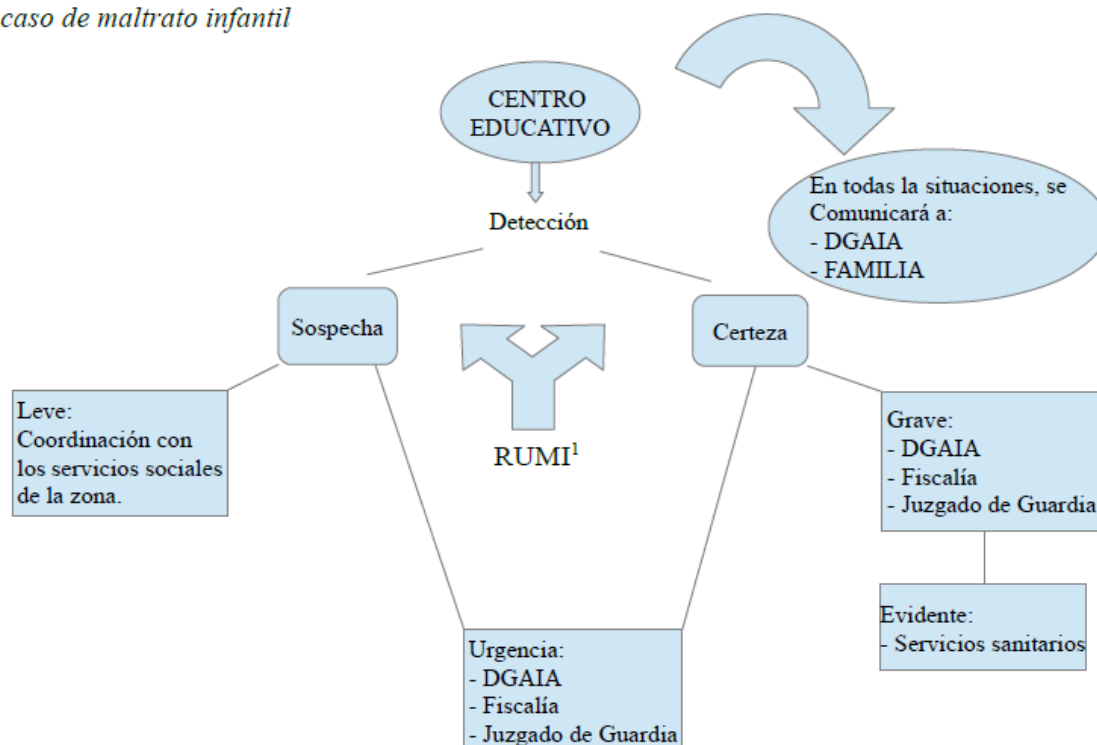 caso de maltrato infantil
CENTRO
EDUCATIVO
En todas la situaciones, se
Comunicará a:
- DGAIA
- FAMILIA
Detección
Sospecha
Certeza
RUMI¹
Leve:
Coordinación con
los servicios sociales
de la zona.
Grave:
- DGAIA
- Fiscalía
- Juzgado de Guardia
Evidente:
- Servicios sanitarios
Urgencia:
- DGAIA
- Fiscalía
- Juzgado de Guardia